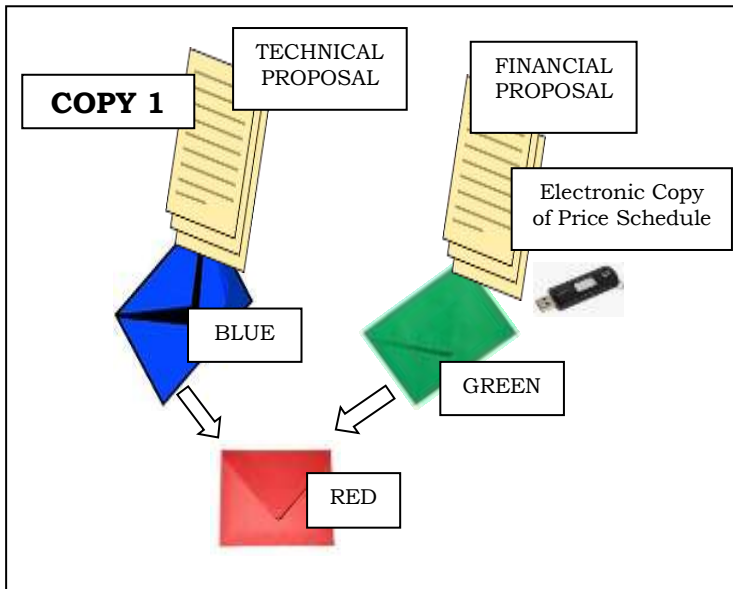 TECHNICAL
PROPOSAL
COPY 1
FINANCIAL
PROPOSAL
Electronic Copy
of Price Schedule
BLUE
GREEN
RED